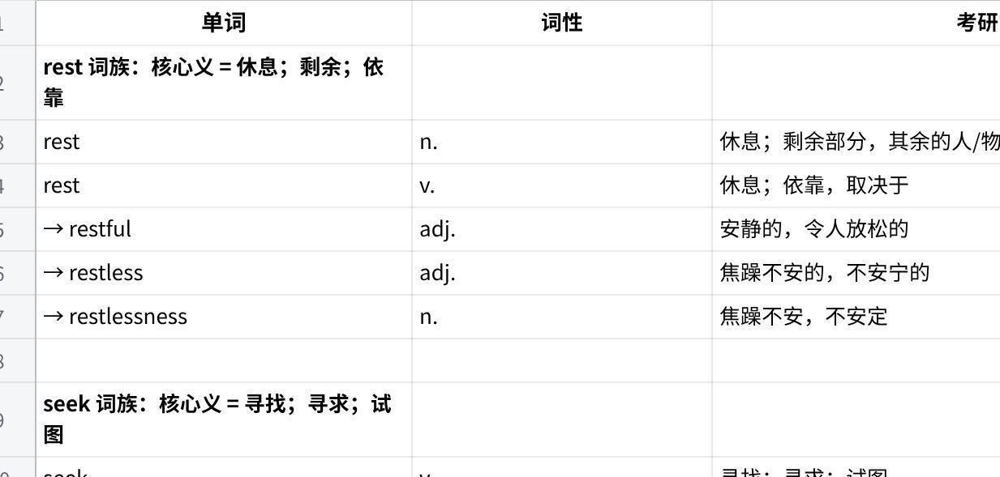 1 单词 词性 考研
2 rest 词族：核心义 = 休息；剩余；依
靠
3 rest n. 休息；剩余部分，其余的人/物
4 rest v. 休息；依靠，取决于
5 → restful adj. 安静的，令人放松的
6 → restless adj. 焦躁不安的，不安宁的
7 → restlessness n. 焦躁不安，不安定
8
9 seek 词族：核心义 = 寻找；寻求；试
图
seek v. 寻找；寻求；试图